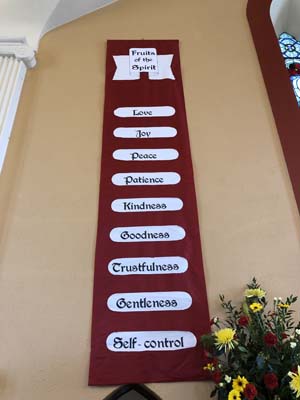 Fruits
of the
Spirit
Love
Joy
Peace
Patience
Kindness
Goodness
Trustfulness
Gentleness
Self-control